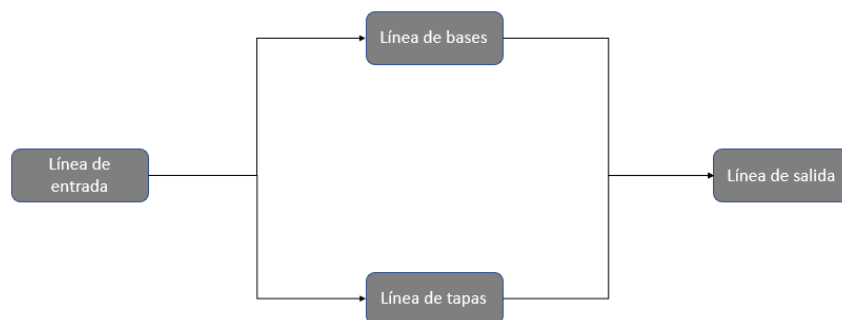 Línea de bases
Línea de
entrada
Línea de salida
Línea de tapas